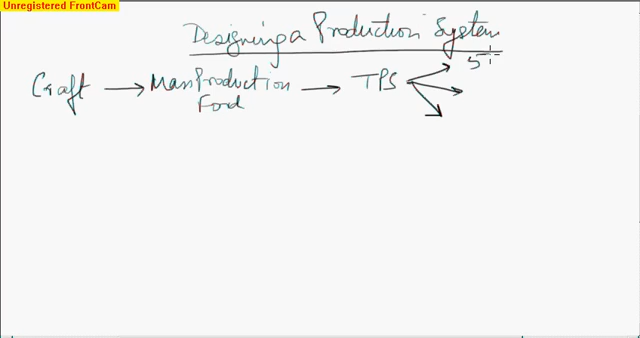 Unregistered FrontCam
Designing a Production System
Craft → Mass Production → TPS
Ford